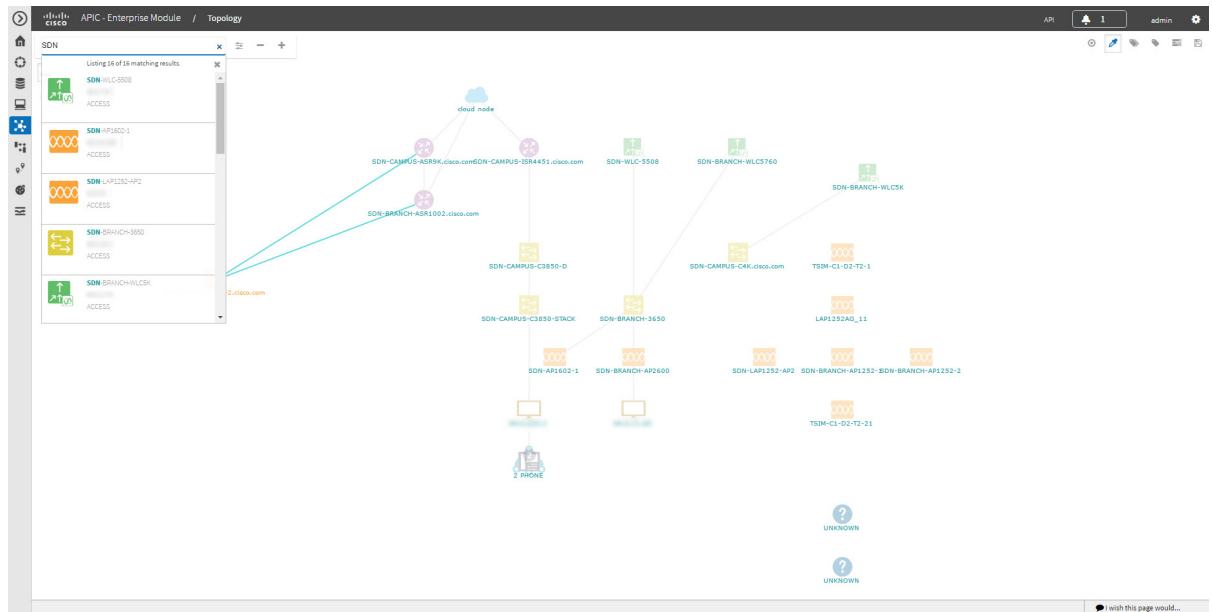 cisco APIC - Enterprise Module / Topology API 1 admin
SDN
Listing 16 of 16 matching results.
SDN-WLC-5508
ACCESS
SDN-AP1602-1
ACCESS
SDN-LAP1252-AP2
ACCESS
SDN-BRANCH-3650
ACCESS
SDN-BRANCH-WLC5K
ACCESS
cloud node
SDN-CAMPUS-ASR9K.cisco.com
SDN-CAMPUS-ISR4451.cisco.com
SDN-WLC-5508
SDN-BRANCH-WLC5760
SDN-BRANCH-WLC5K
SDN-BRANCH-ASR1002.cisco.com
SDN-CAMPUS-C3850-D
SDN-CAMPUS-C4K.cisco.com
TSIM-C1-D2-T2-1
-2.cisco.com
SDN-CAMPUS-C3850-STACK
SDN-BRANCH-3650
LAP1252AG_11
SDN-AP1602-1
SDN-BRANCH-AP2600
SDN-LAP1252-AP2
SDN-BRANCH-AP1252-1
SDN-BRANCH-AP1252-2
TSIM-C1-D2-T2-21
2 PHONE
UNKNOWN
UNKNOWN
I wish this page would...